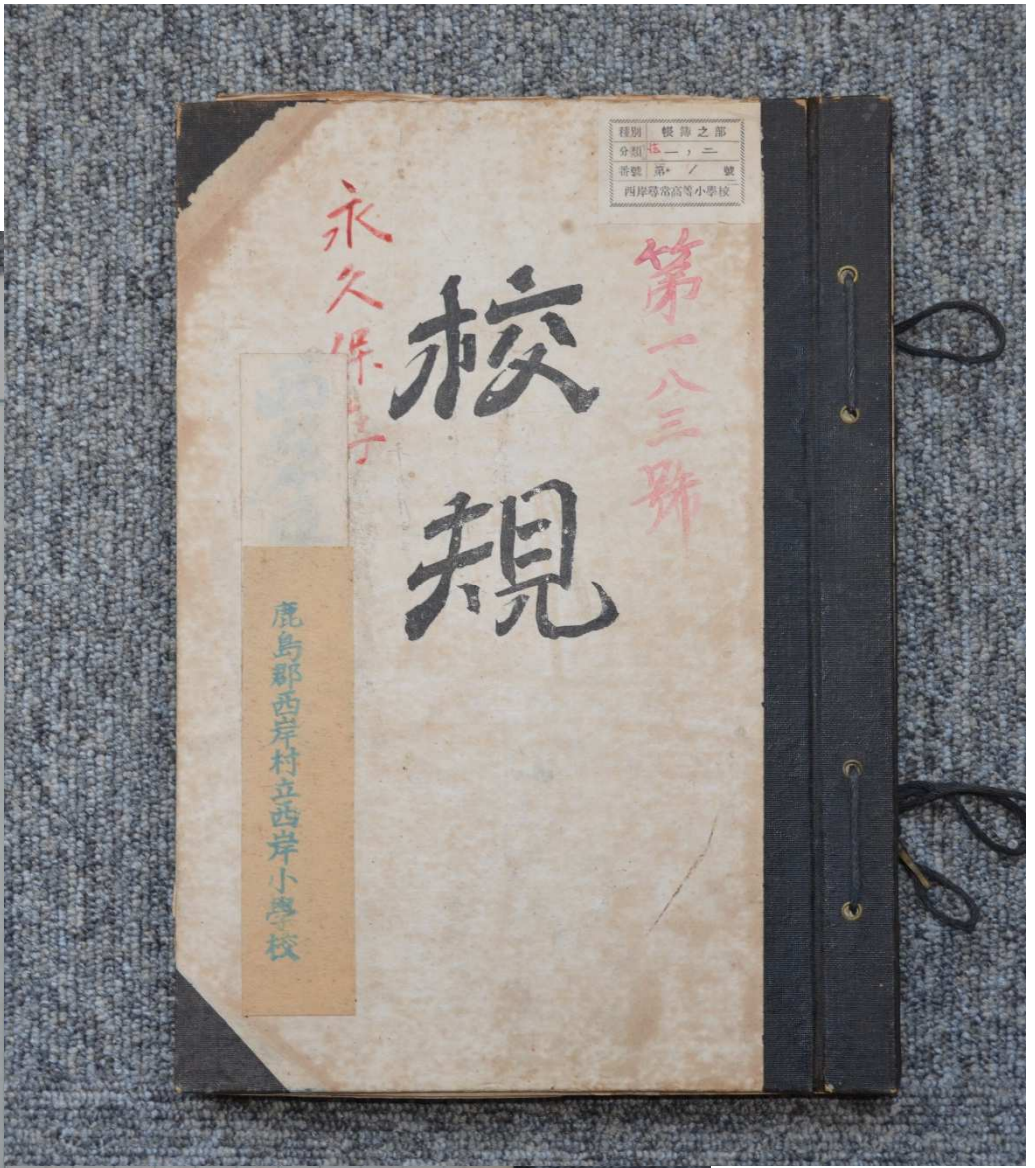 種別 帳簿之部
分類 一、二
番號 第 1 號
西岸尋常高等小學校
第一八三號
校規
永久保存
鹿島郡西岸村立西岸小學校